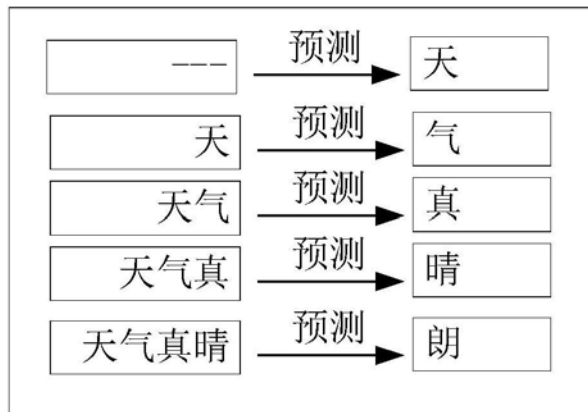 --- 预测 天
天 预测 气
天气 预测 真
天气真 预测 晴
天气真晴 预测 朗